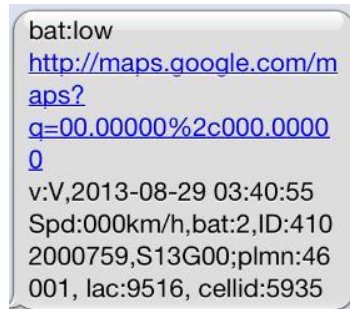 bat:low
http://maps.google.com/m
aps?
q=00.00000%2c000.0000
0
v:V,2013-08-29 03:40:55
Spd:000km/h,bat:2,ID:410
2000759,S13G00;plmn:46
001, lac:9516, cellid:5935